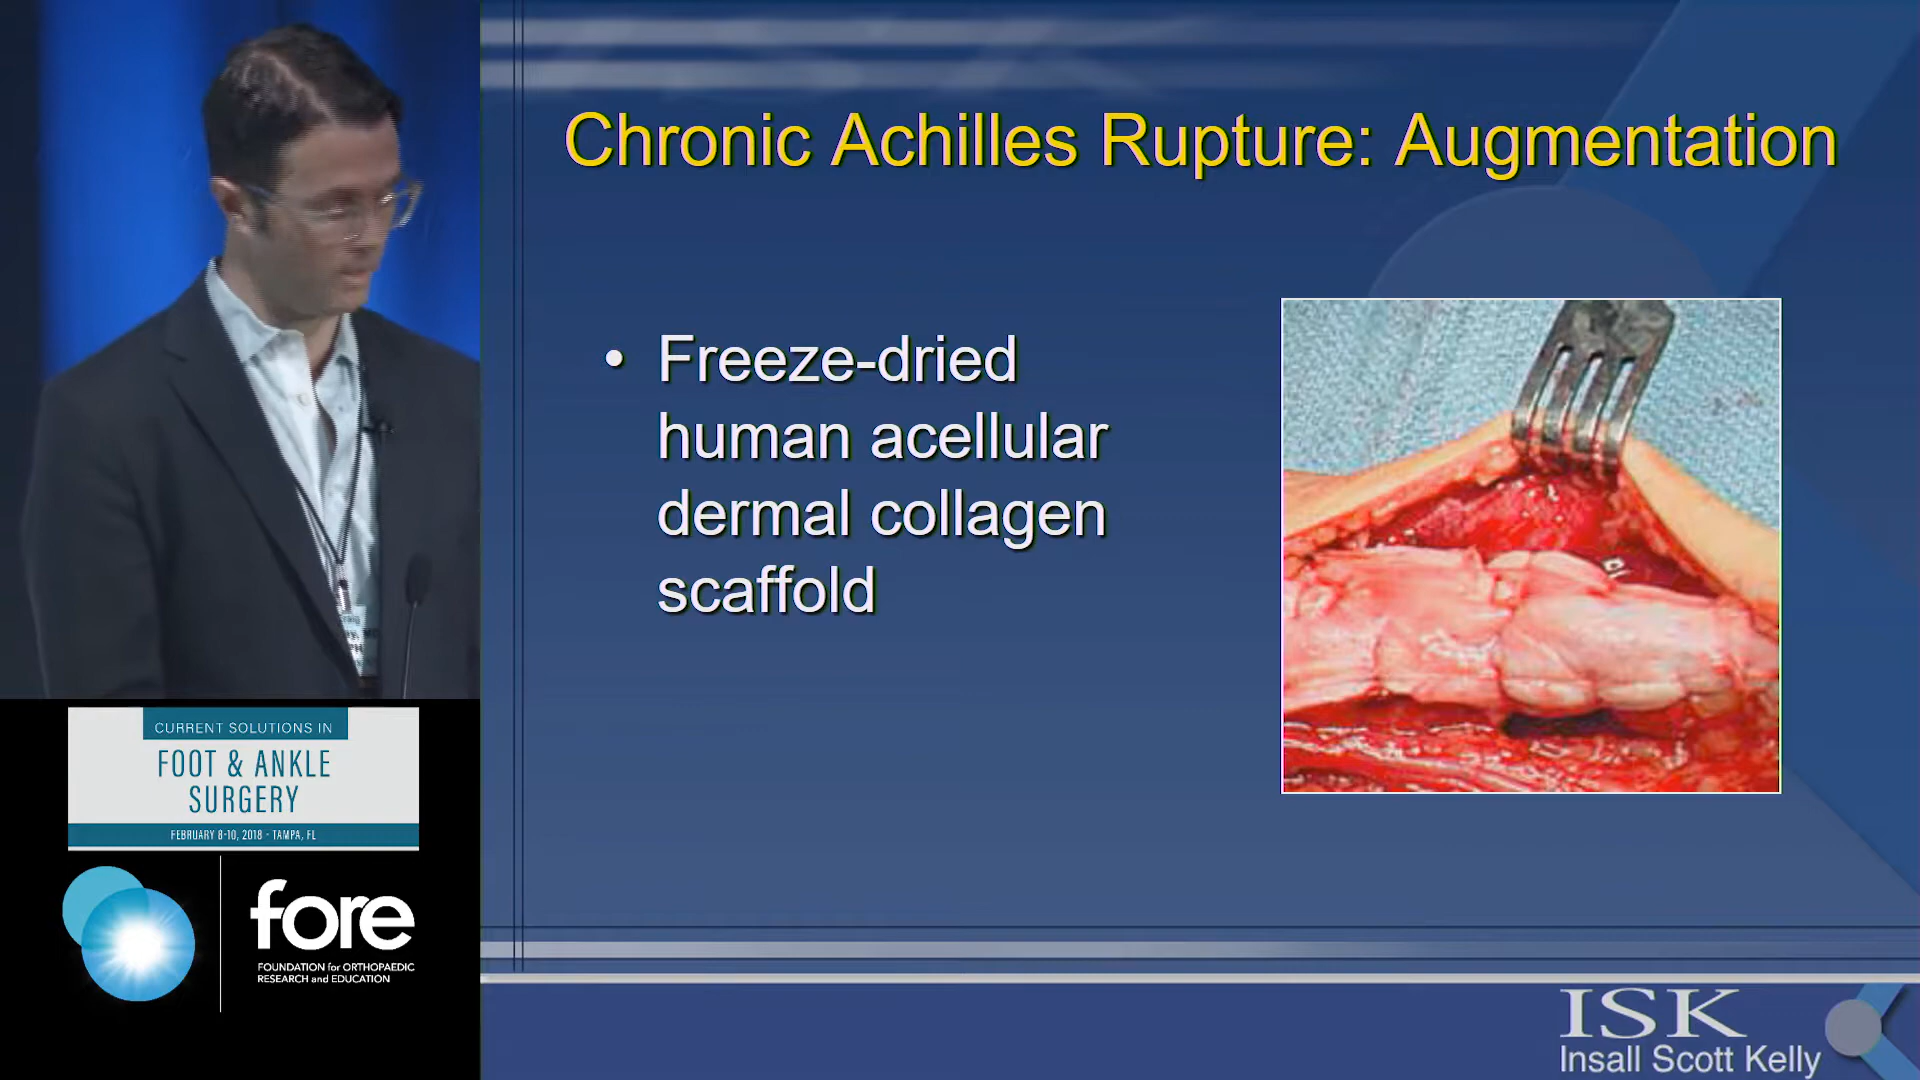 Chronic Achilles Rupture: Augmentation
• Freeze-dried
human acellular
dermal collagen
scaffold
CURRENT SOLUTIONS IN
FOOT & ANKLE
SURGERY
FEBRUARY 8-10, 2018 - TAMPA, FL
fore
FOUNDATION for ORTHOPAEDIC
RESEARCH and EDUCATION
ISK
Insall Scott Kelly